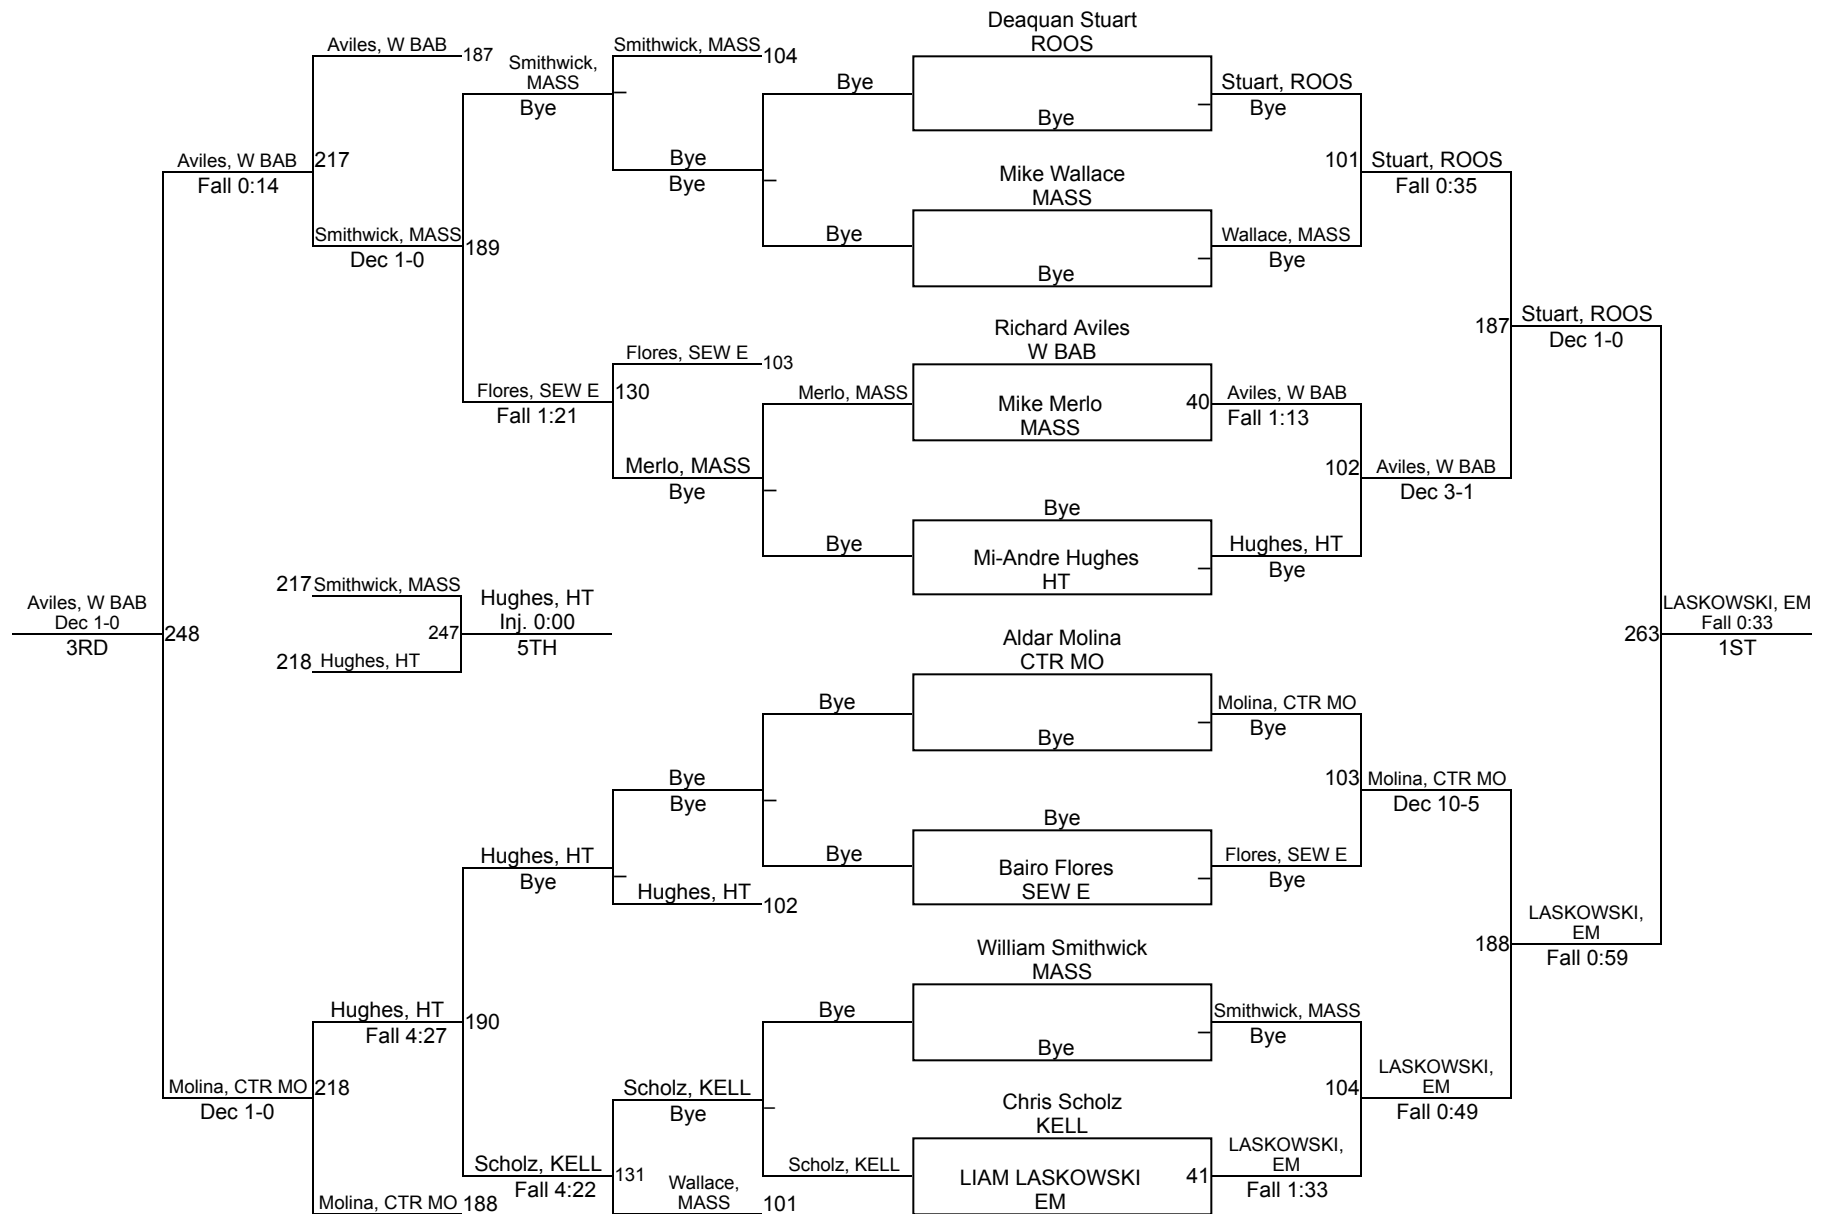 Deaquan Stuart
ROOS
Aviles, W BAB
187
Smithwick, MASS
104
Smithwick,
MASS
Bye
Bye
Bye
Stuart, ROOS
Bye
Aviles, W BAB
Fall 0:14
217
Bye
Bye
Mike Wallace
MASS
101
Stuart, ROOS
Fall 0:35
Smithwick, MASS
Dec 1-0
189
Bye
Bye
Wallace, MASS
Bye
Richard Aviles
W BAB
187
Stuart, ROOS
Dec 1-0
Flores, SEW E
103
Flores, SEW E
Fall 1:21
130
Merlo, MASS
Mike Merlo
MASS
40
Aviles, W BAB
Fall 1:13
Merlo, MASS
Bye
102
Aviles, W BAB
Dec 3-1
Bye
Bye
Mi-Andre Hughes
HT
Hughes, HT
Bye
217
Smithwick, MASS
Aviles, W BAB
Dec 1-0
3RD
248
247
Hughes, HT
Inj. 0:00
5TH
218
Hughes, HT
Aldar Molina
CTR MO
263
LASKOWSKI, EM
Fall 0:33
1ST
Bye
Bye
Molina, CTR MO
Bye
Bye
Bye
103
Molina, CTR MO
Dec 10-5
Bye
Hughes, HT
Bye
Bye
Bairo Flores
SEW E
Flores, SEW E
Bye
Hughes, HT
102
William Smithwick
MASS
188
LASKOWSKI,
EM
Fall 0:59
Hughes, HT
Fall 4:27
190
Bye
Bye
Smithwick, MASS
Bye
Molina, CTR MO
Dec 1-0
218
Scholz, KELL
Bye
Chris Scholz
KELL
104
LASKOWSKI,
EM
Fall 0:49
Scholz, KELL
Fall 4:22
131
Scholz, KELL
LIAM LASKOWSKI
EM
41
LASKOWSKI,
EM
Fall 1:33
Wallace,
MASS
101
Molina, CTR MO
188